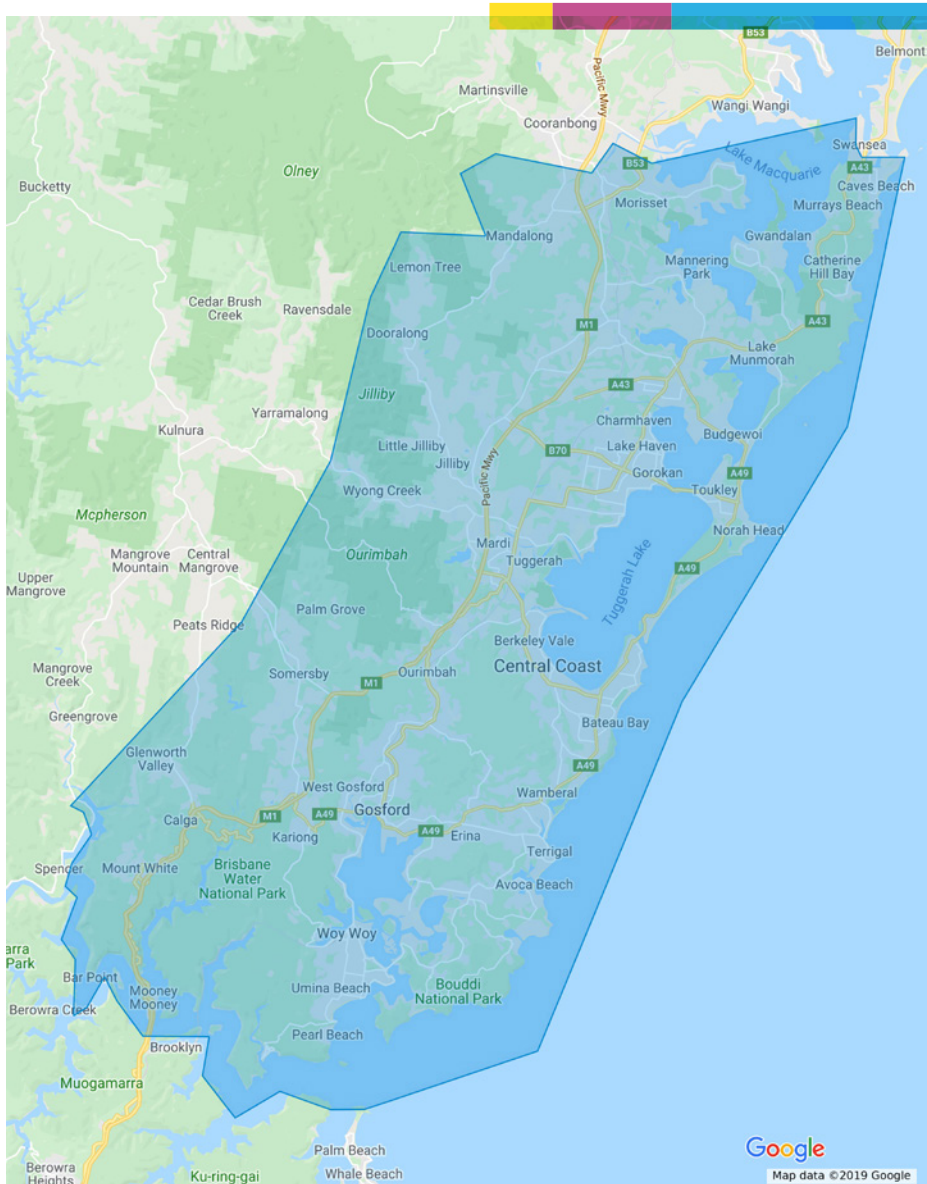 B53
Belmont
Pacific Mwy
Martinsville
Wangi Wangi
Cooranbong
Swansea
Lake Macquarie
B53
A43
Olney
Bucketty
Caves Beach
Morisset
Murrays Beach
Mandalong
Gwandalan
Lemon Tree
Mannering
Park
Catherine
Hill Bay
Cedar Brush
Creek
Ravensdale
Dooralong
M1
A43
Lake
Munmorah
Jilliby
A43
Yarramalong
Charmhaven
Kulnura
Budgewoi
Little Jilliby
Lake Haven
B70
Jilliby
Pacific Mwy
Gorokan
A49
Wyong Creek
Toukley
Mcpherson
Norah Head
Mardi
Ourimbah
Mangrove
Mountain
Central
Mangrove
Tuggerah
Tuggerah Lake
A49
Upper
Mangrove
Palm Grove
Peats Ridge
Berkeley Vale
Mangrove
Creek
Somersby
Ourimbah
Central Coast
M1
Greengrove
Bateau Bay
Glenworth
Valley
A49
West Gosford
Wamberal
Calga
M1
A49
Gosford
A49
Kariong
Erina
Terrigal
Spencer
Mount White
Brisbane
Water
National Park
Avoca Beach
Woy Woy
arra
Park
Bar Point
Umina Beach
Bouddi
National Park
Mooney
Mooney
Berowra Creek
Pearl Beach
Brooklyn
Muogamarra
Palm Beach
Google
Berowra
Heights
Ku-ring-gai
Whale Beach
Map data ©2019 Google